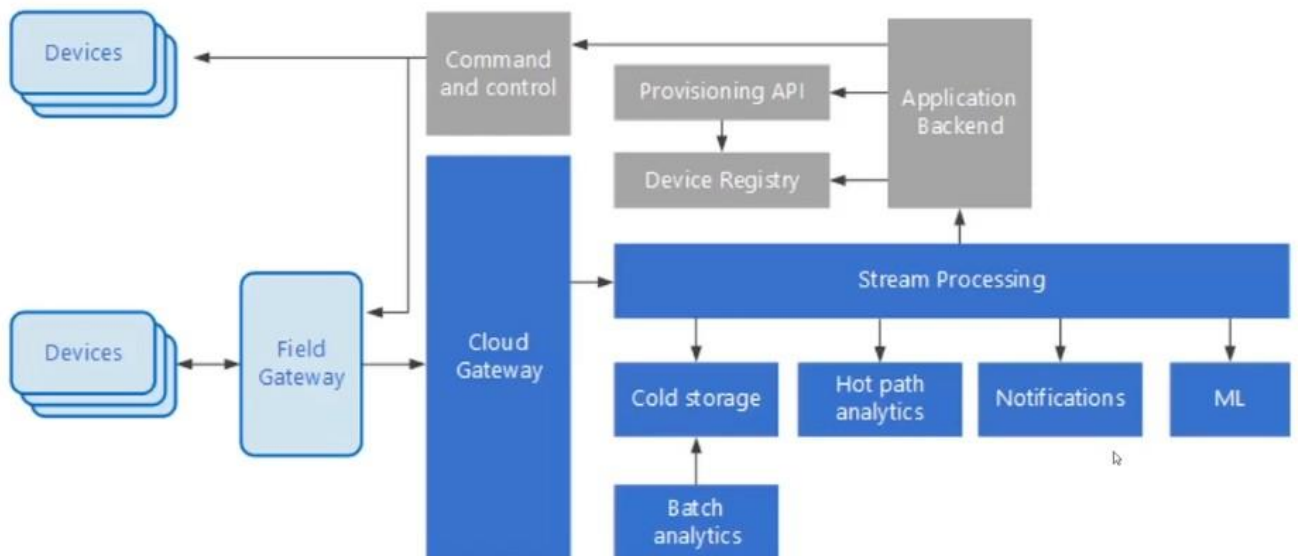 Devices
Command
and control
Provisioning API
Application
Backend
Device Registry
Stream Processing
Devices
Field
Gateway
Cloud
Gateway
Cold storage
Hot path
analytics
Notifications
ML
Batch
analytics